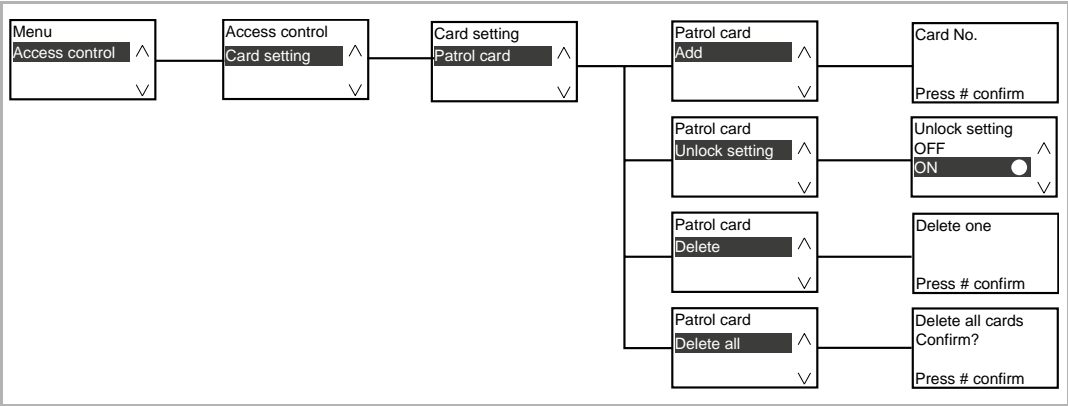 Menu
Access control
Access control
Card setting
Card setting
Patrol card
Patrol card
Add
Card No.
Press # confirm
Patrol card
Unlock setting
Unlock setting
OFF
ON
Patrol card
Delete
Delete one
Press # confirm
Patrol card
Delete all
Delete all cards
Confirm?
Press # confirm